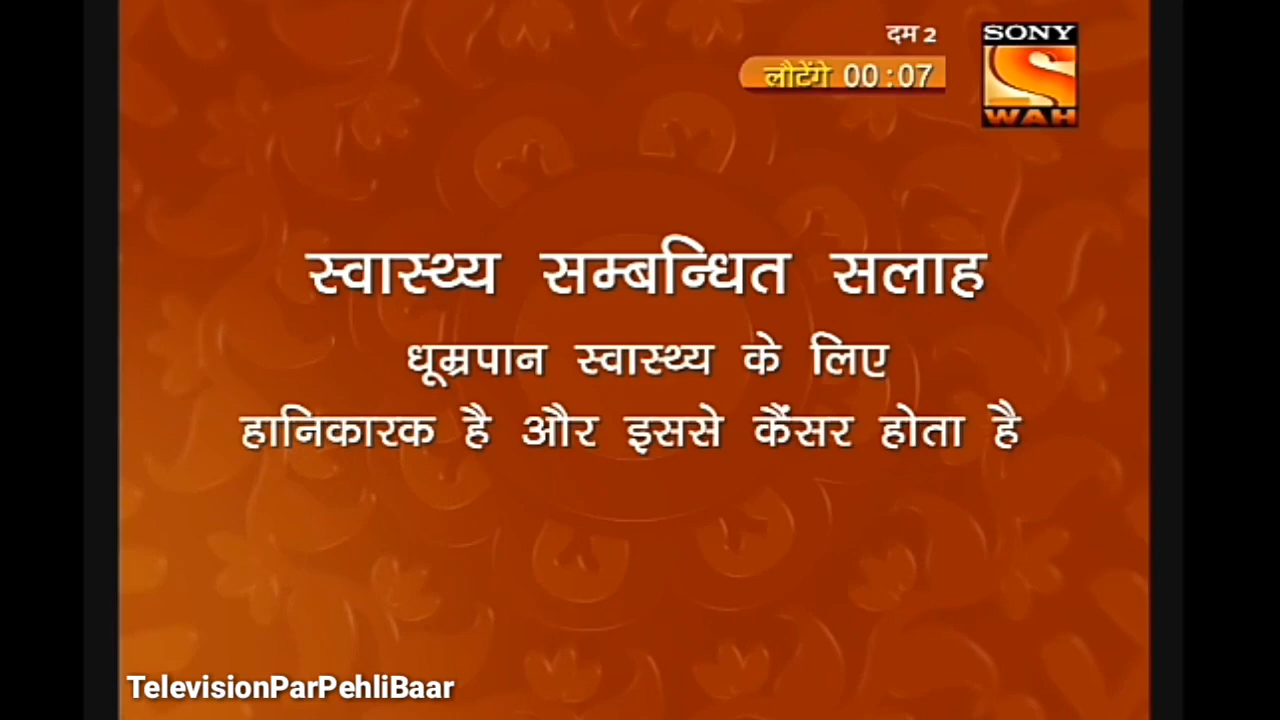 दम 2
लौटेंगे 00:07
SONY
S
WAH
स्वास्थ्य सम्बन्धित सलाह
धूम्रपान स्वास्थ्य के लिए
हानिकारक है और इससे कैंसर होता है
TelevisionParPehliBaar